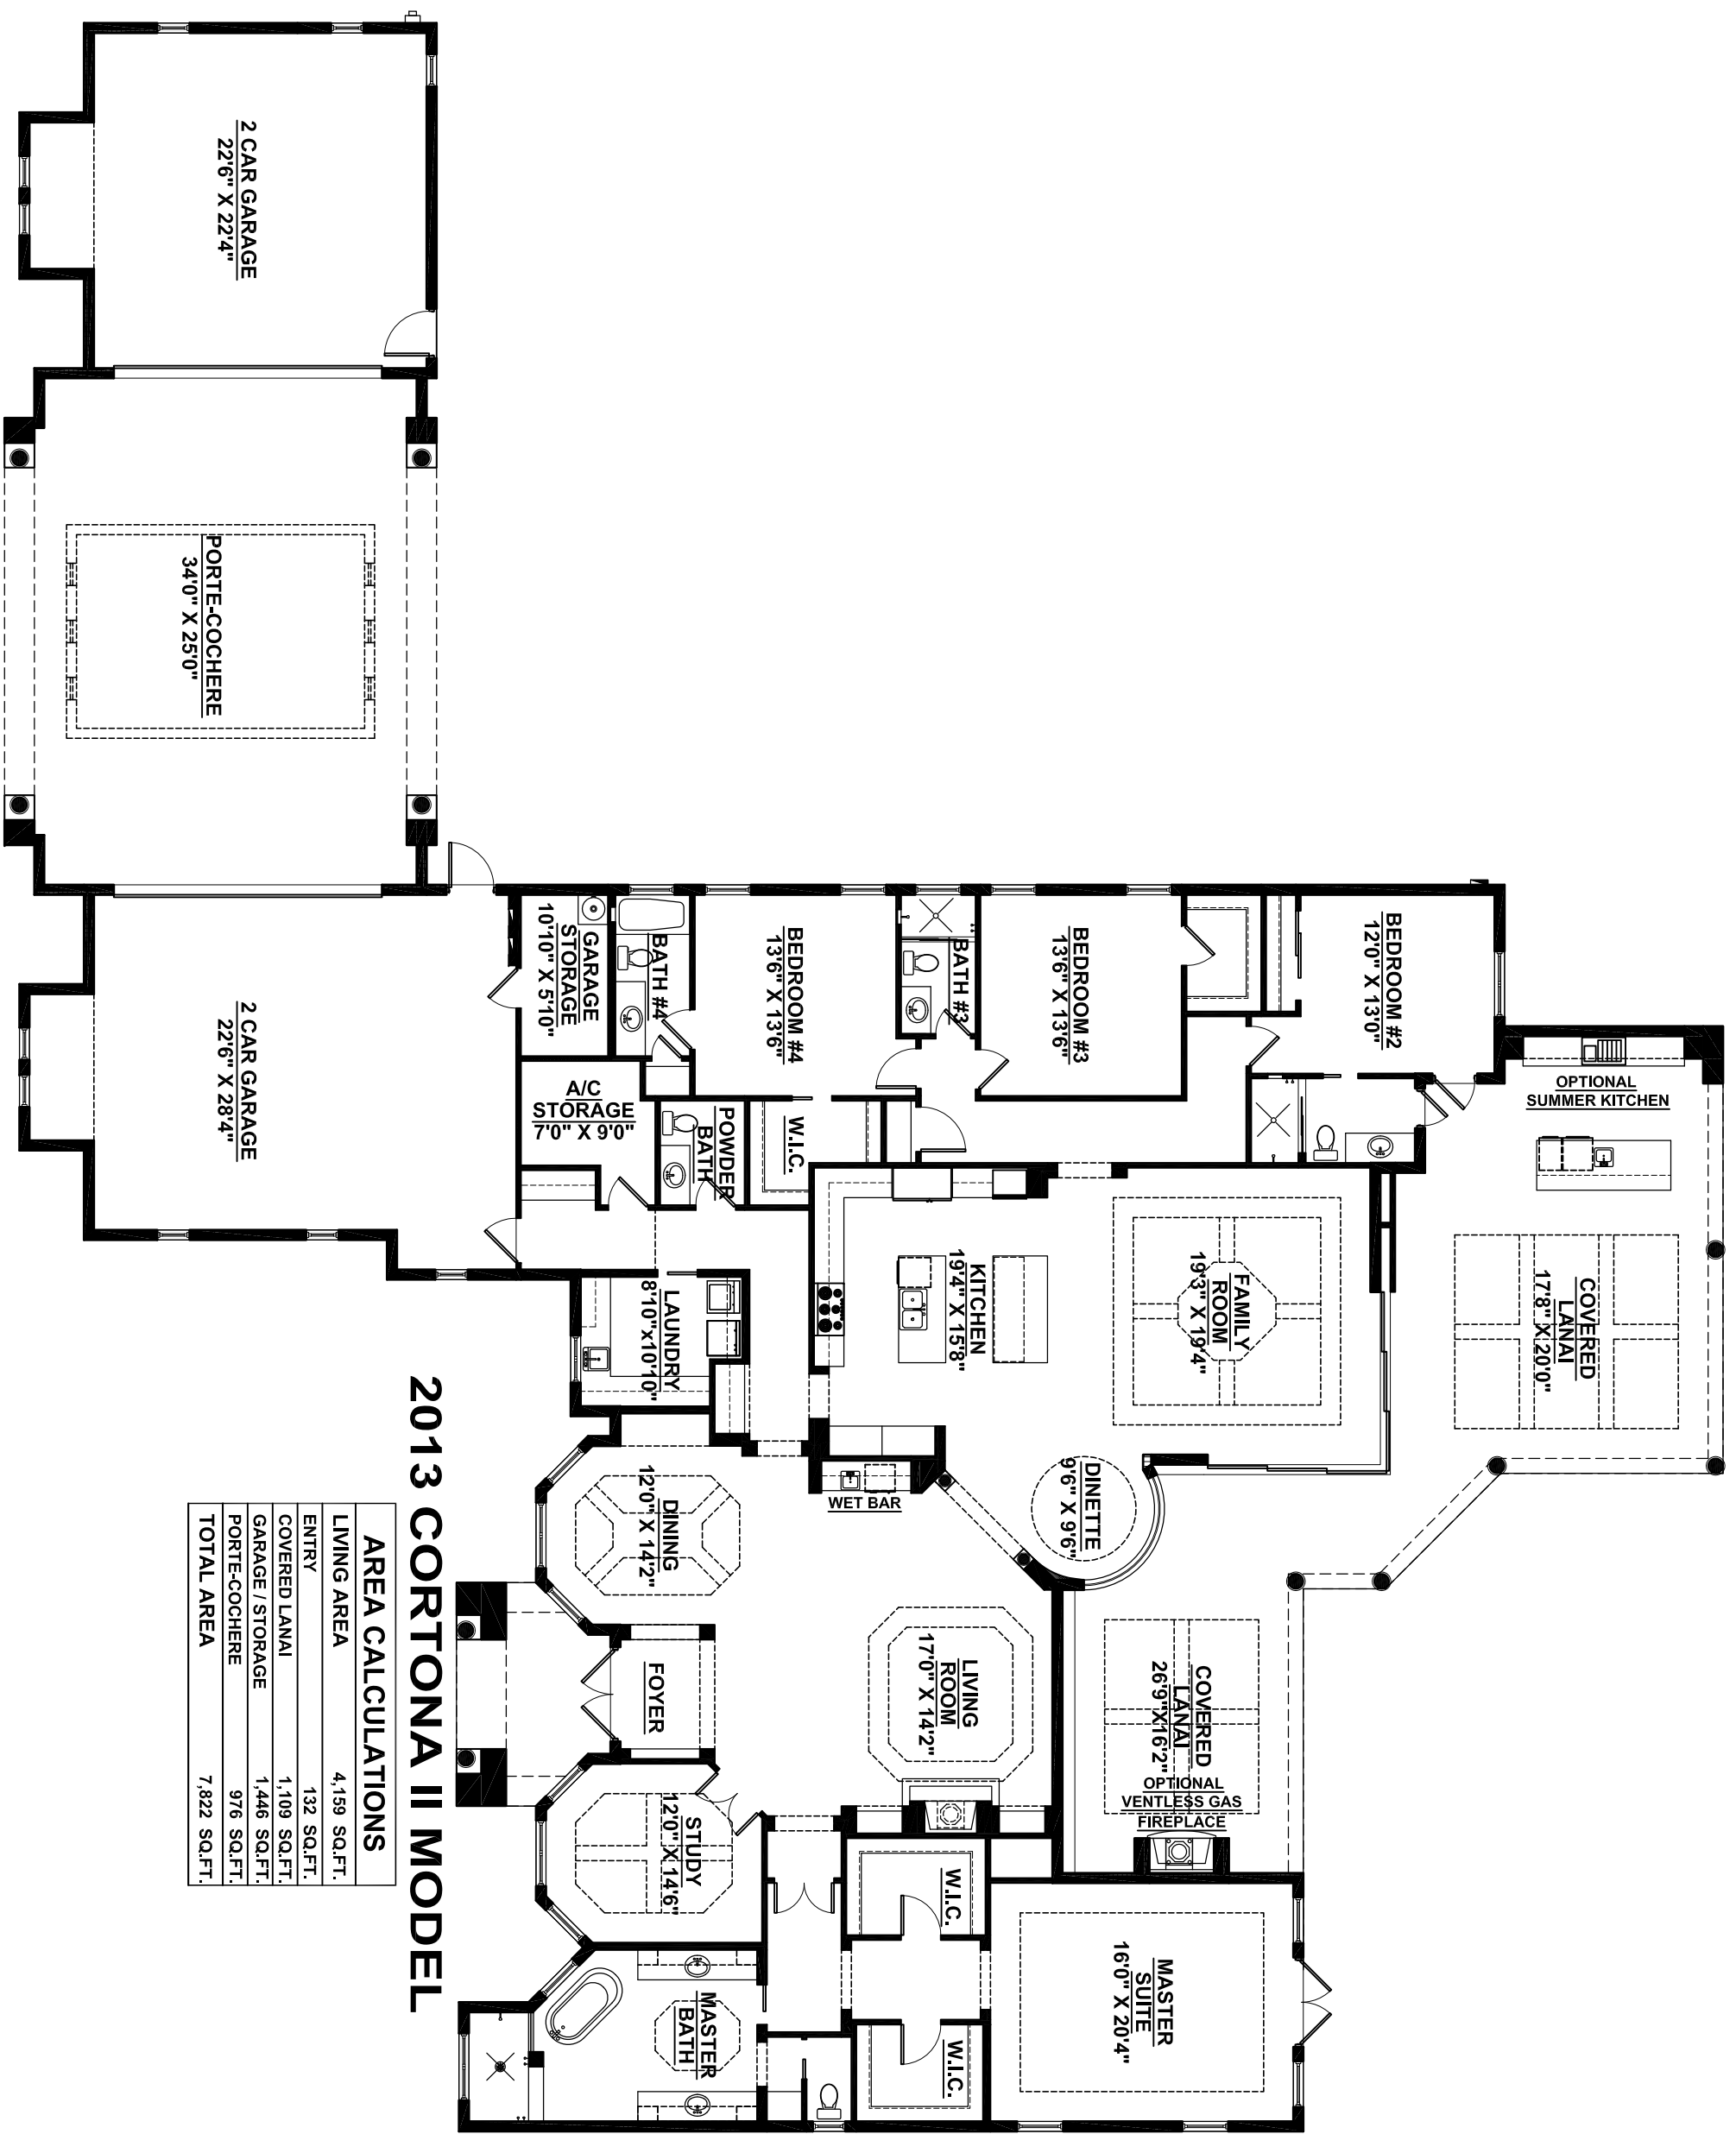 2 CAR GARAGE
22'6" X 22'4"
PORTE-COCHERE
34'0" X 25'0"
2 CAR GARAGE
22'6" X 28'4"
GARAGE
STORAGE
10'10" X 5'10"
BATH #4
BEDROOM #4
13'6" X 13'6"
BATH #3
BEDROOM #3
13'6" X 13'6"
BEDROOM #2
12'0" X 13'0"
OPTIONAL
SUMMER KITCHEN
A/C
STORAGE
7'0" X 9'0"
POWDER
BATH
W.I.C.
LAUNDRY
8'10"x10'10"
KITCHEN
19'4" X 15'8"
FAMILY
ROOM
19'3" X 19'4"
COVERED
LANAI
17'8" X 20'0"
DINETTE
9'6" X 9'6"
WET BAR
DINING
12'0" X 14'2"
FOYER
LIVING
ROOM
17'0" X 14'2"
COVERED
LANAI
26'9"X16'2"
OPTIONAL
VENTLESS GAS
FIREPLACE
STUDY
12'0" X 14'6"
W.I.C.
W.I.C.
MASTER
SUITE
16'0" X 20'4"
MASTER
BATH
2013 CORTONA III MODEL
AREA CALCULATIONS
LIVING AREA 4,159 SQ.FT.
ENTRY 132 SQ.FT.
COVERED LANAI 1,109 SQ.FT.
GARAGE / STORAGE 1,446 SQ.FT.
PORTE-COCHERE 976 SQ.FT.
TOTAL AREA 7,822 SQ.FT.